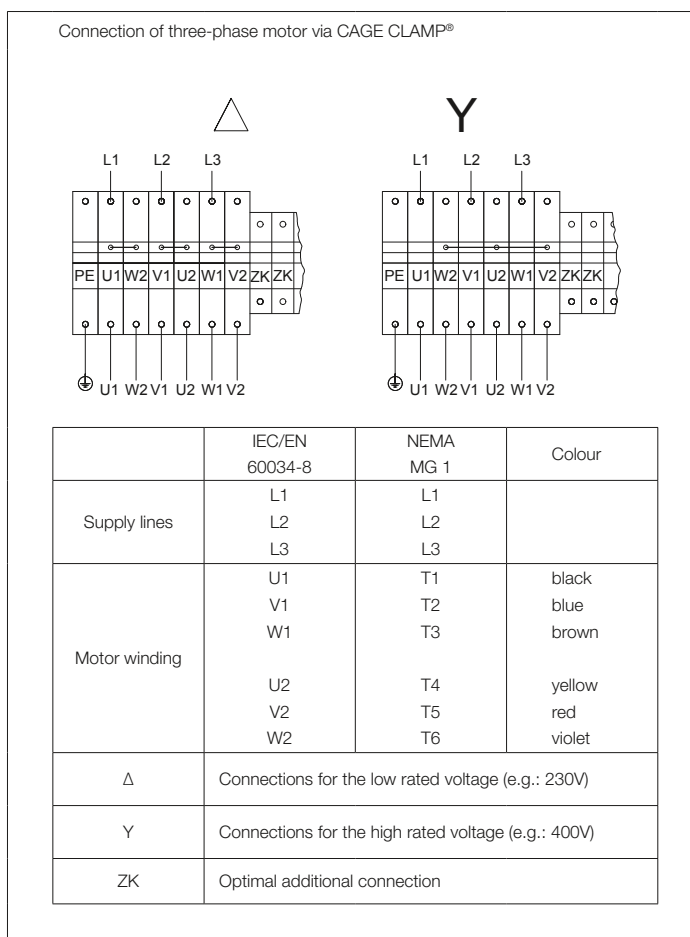 Connection of three-phase motor via CAGE CLAMP®
Δ Y
L1 L2 L3 L1 L2 L3
PE U1 W2 V1 U2 W1 V2 ZK ZK PE U1 W2 V1 U2 W1 V2 ZK ZK
U1 W2 V1 U2 W1 V2 U1 W2 V1 U2 W1 V2
IEC/EN NEMA Colour
60034-8 MG 1
Supply lines
L1 L1
L2 L2
L3 L3
Motor winding
U1 T1 black
V1 T2 blue
W1 T3 brown
U2 T4 yellow
V2 T5 red
W2 T6 violet
Δ Connections for the low rated voltage (e.g.: 230V)
Y Connections for the high rated voltage (e.g.: 400V)
ZK Optimal additional connection